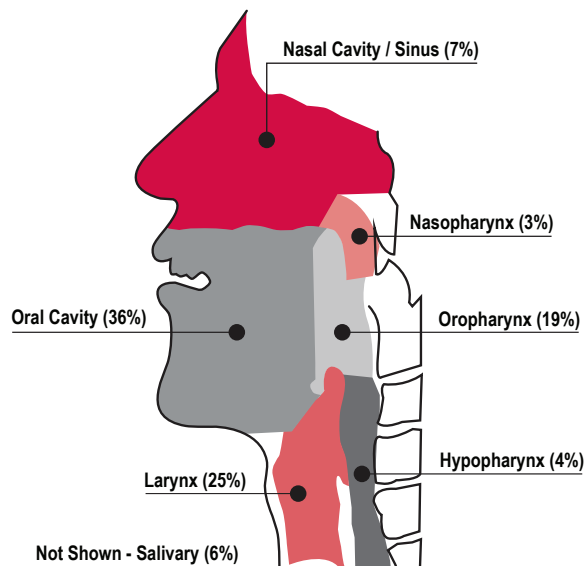 Nasal Cavity / Sinus (7%)
Nasopharynx (3%)
Oral Cavity (36%)
Oropharynx (19%)
Hypopharynx (4%)
Larynx (25%)
Not Shown - Salivary (6%)